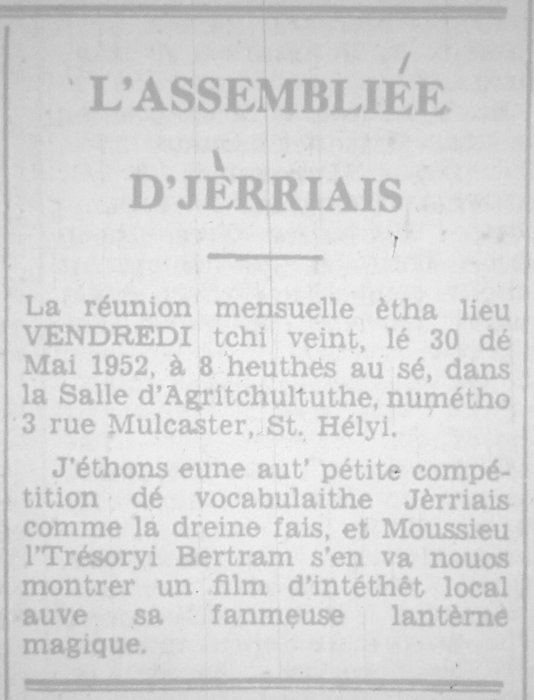 L'ASSEMBLIÉE
D'JÈRRIAIS
La réunion mensuelle ètha lieu
VENDREDI tchi veint, lé 30 dé
Mai 1952, à 8 heuthes au sé, dans
la Salle d'Agritchultuthe, numétho
3 rue Mulcaster, St. Hélyi.
J'éthons eune aut' pétite compé-
tition dé vocabulaithe Jèrriais
comme la dreine fais, et Moussieu
l'Trésoryi Bertram s'en va nouos
montrer un film d'intéthêt local
auve sa fanmeuse lantèrne
magique.